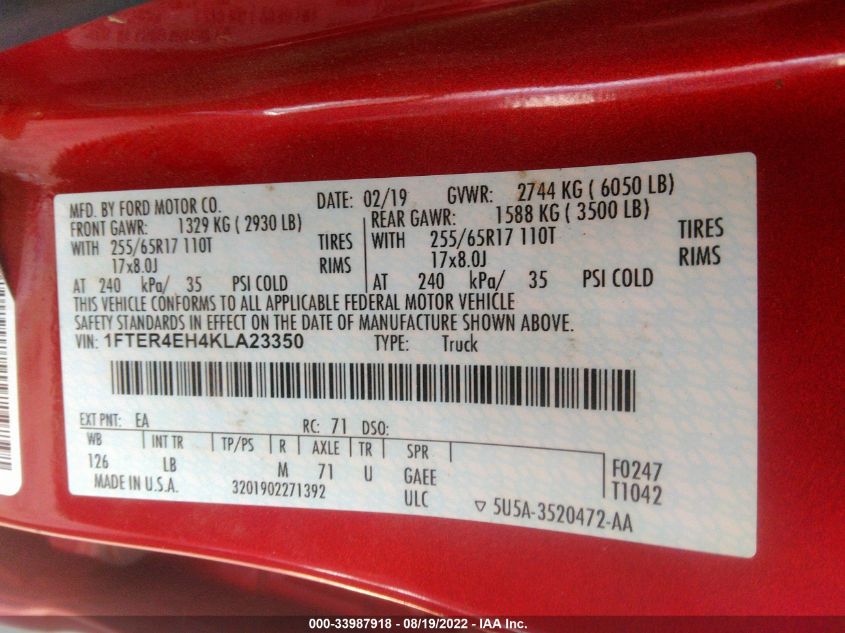 MFD. BY FORD MOTOR CO.
DATE: 02/19 GVWR: 2744 KG ( 6050 LB)
FRONT GAWR: 1329 KG ( 2930 LB)
REAR GAWR: 1588 KG ( 3500 LB)
WITH 255/65R17 110T TIRES
WITH 255/65R17 110T TIRES
17x8.0J RIMS
17x8.0J RIMS
AT 240 kPa/ 35 PSI COLD
AT 240 kPa/ 35 PSI COLD
THIS VEHICLE CONFORMS TO ALL APPLICABLE FEDERAL MOTOR VEHICLE
SAFETY STANDARDS IN EFFECT ON THE DATE OF MANUFACTURE SHOWN ABOVE.
VIN: 1FTER4EH4KLA23350 TYPE: Truck
EXT PNT: EA RC: 71 DSO:
WB INT TR TP/PS R AXLE TR SPR
126 LB M 71 U GAEE F0247
MADE IN U.S.A. 3201902271392 ULC T1042
5U5A-3520472-AA
000-33987918 - 08/19/2022 - IAA Inc.